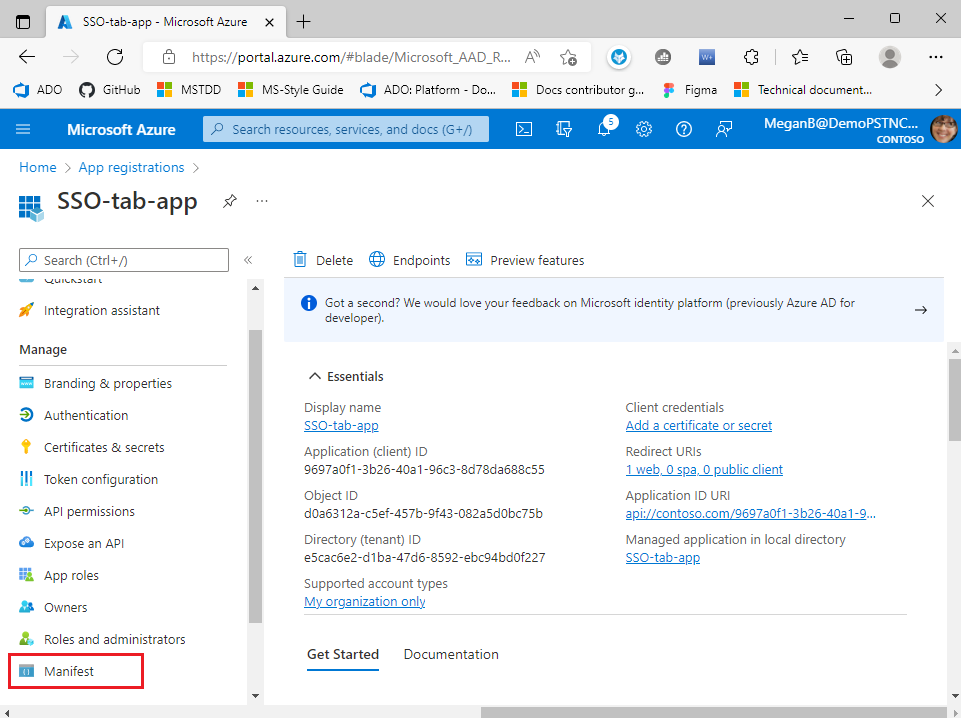 SSO-tab-app - Microsoft Azure
https://portal.azure.com/#blade/Microsoft_AAD_R...
ADO
GitHub
MSTDD
MS-Style Guide
ADO: Platform - Do...
Docs contributor g...
Figma
Technical document...
Microsoft Azure
Search resources, services, and docs (G+/)
5
MeganB@DemoPSTNC...
CONTOSO
Home > App registrations >
SSO-tab-app
Search (Ctrl+/)
Delete
Endpoints
Preview features
Quickstart
Integration assistant
Manage
Branding & properties
Authentication
Certificates & secrets
Token configuration
API permissions
Expose an API
App roles
Owners
Roles and administrators
Manifest
Got a second? We would love your feedback on Microsoft identity platform (previously Azure AD for
developer).
Essentials
Display name
SSO-tab-app
Application (client) ID
9697a0f1-3b26-40a1-96c3-8d78da688c55
Object ID
d0a6312a-c5ef-457b-9f43-082a5d0bc75b
Directory (tenant) ID
e5cac6e2-d1ba-47d6-8592-ebc94bd0f227
Supported account types
My organization only
Client credentials
Add a certificate or secret
Redirect URIs
1 web, 0 spa, 0 public client
Application ID URI
api://contoso.com/9697a0f1-3b26-40a1-9...
Managed application in local directory
SSO-tab-app
Get Started
Documentation